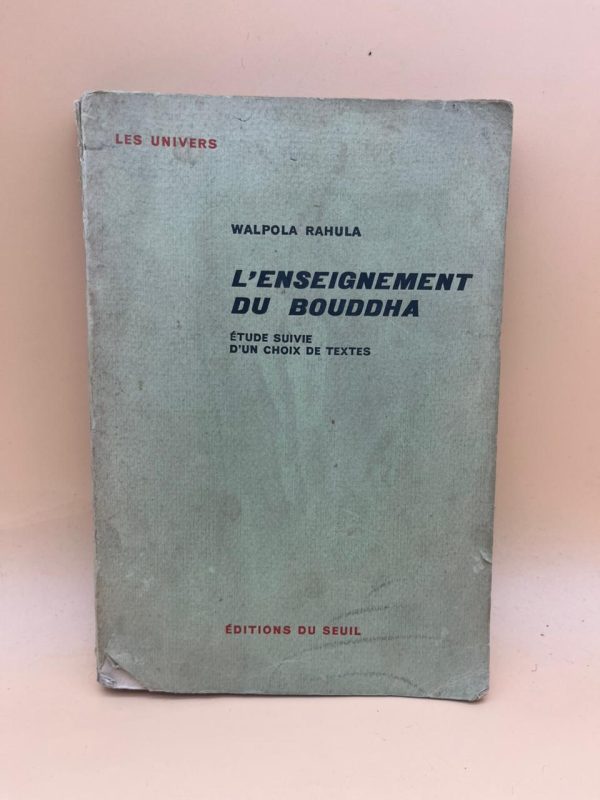 LES UNIVERS
WALPOLA RAHULA
L'ENSEIGNEMENT
DU BOUDDHA
ÉTUDE SUIVIE
D'UN CHOIX DE TEXTES
ÉDITIONS DU SEUIL